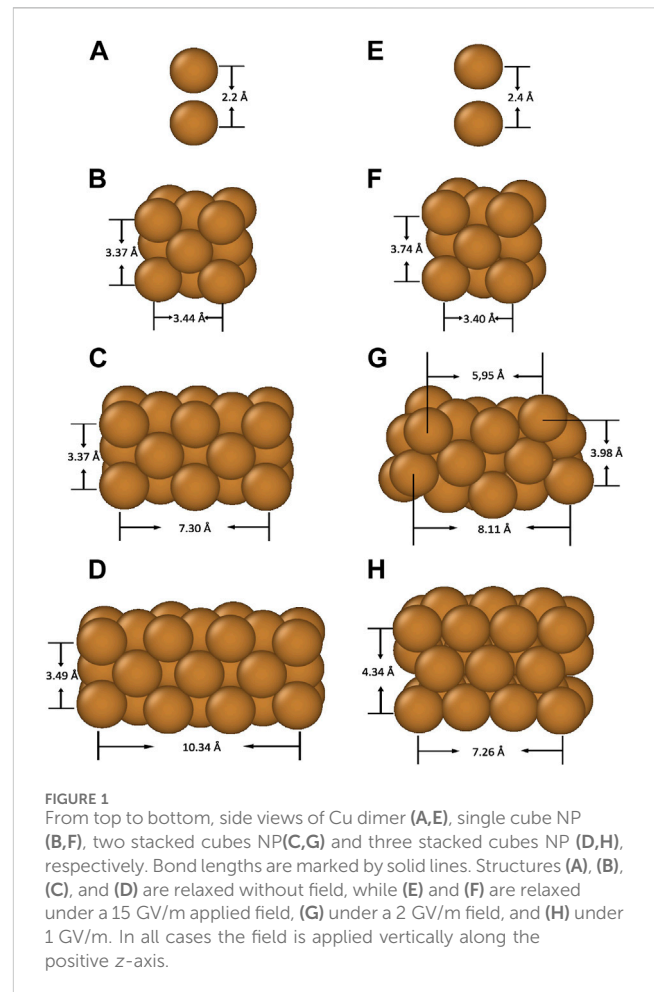 A
E
2.2 Å
2.4 Å
B
F
3.37 Å
3.74 Å
3.44 Å
3.40 Å
C
G
5,95 Å
3.37 Å
3.98 Å
7.30 Å
8.11 Å
D
H
3.49 Å
4.34 Å
10.34 Å
7.26 Å
FIGURE 1
From top to bottom, side views of Cu dimer (A,E), single cube NP
(B,F), two stacked cubes NP(C,G) and three stacked cubes NP (D,H),
respectively. Bond lengths are marked by solid lines. Structures (A), (B),
(C), and (D) are relaxed without field, while (E) and (F) are relaxed
under a 15 GV/m applied field, (G) under a 2 GV/m field, and (H) under
1 GV/m. In all cases the field is applied vertically along the
positive z-axis.